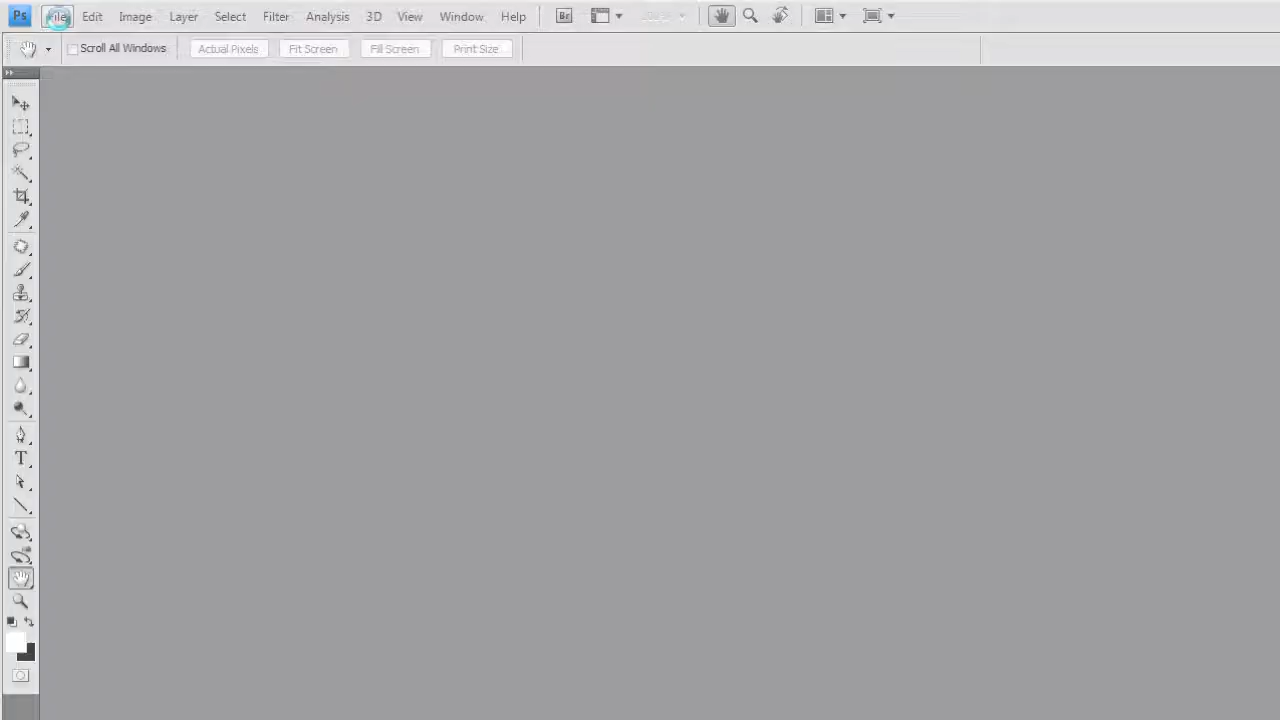 Ps File Edit Image Layer Select Filter Analysis 3D View Window Help Br
Scroll All Windows Actual Pixels Fit Screen Fill Screen Print Size
T